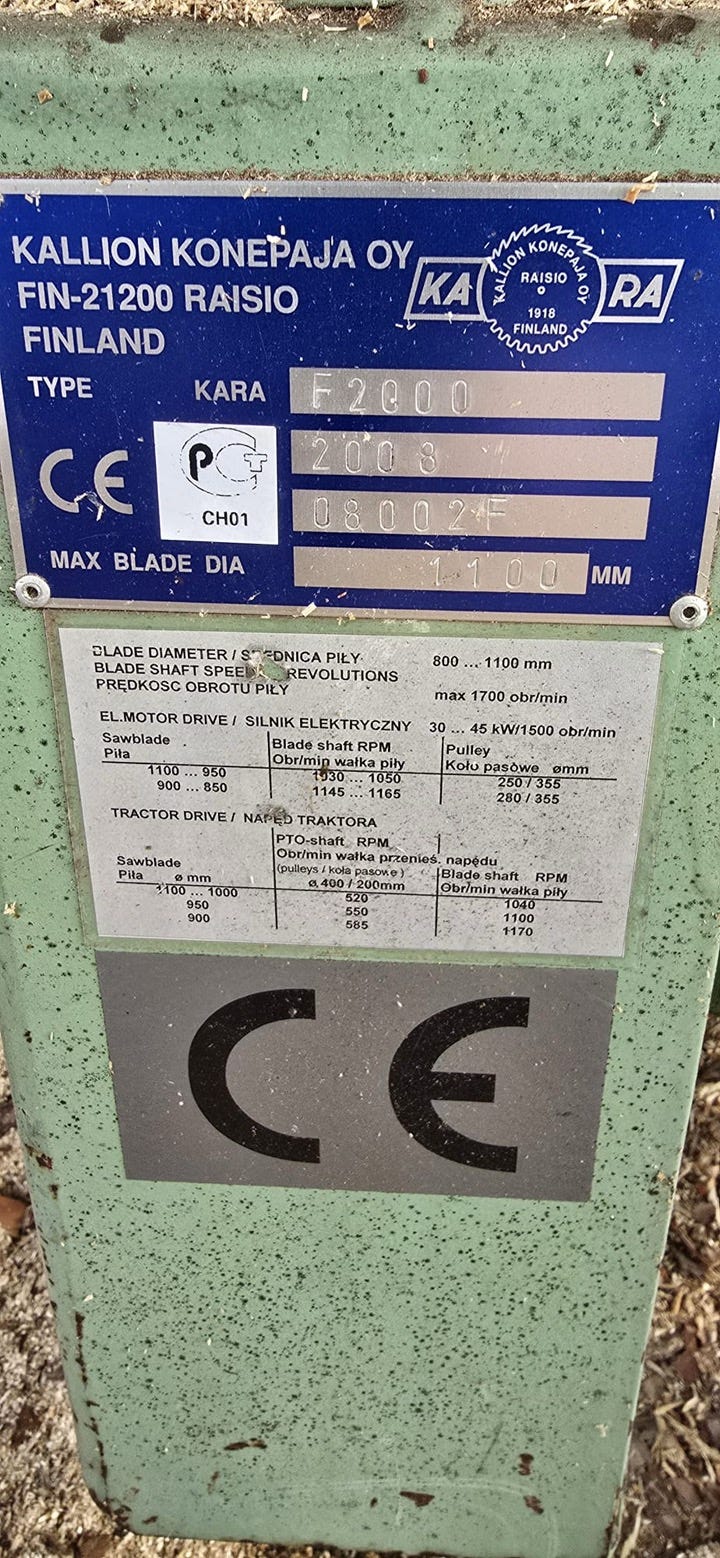 KALLION KONEPAJA OY
FIN-21200 RAISIO
FINLAND
KA KALLION KONEPAJA OY RAISIO 1918 FINLAND RA
TYPE KARA F2000
CE PCT CH01 2008
08002F
MAX BLADE DIA 1100 MM
BLADE DIAMETER / ŚREDNICA PIŁY 800 ... 1100 mm
BLADE SHAFT SPEED REVOLUTIONS
PRĘDKOSC OBROTU PIŁY max 1700 obr/min
EL.MOTOR DRIVE / SILNIK ELEKTRYCZNY 30 ... 45 kW/1500 obr/min
Sawblade Blade shaft RPM Pulley
Piła Obr/min wałka piły Koło pasowe ømm
1100 ... 950 ... 1050 250 / 355
900 ... 850 1145 ... 1165 280 / 355
TRACTOR DRIVE / NAPĘD TRAKTORA
PTO-shaft RPM
Obr/min wałka przenieś. napędu
Sawblade (pulleys / koła pasowe) Blade shaft RPM
Piła ø mm ø 400 / 200mm Obr/min wałka piły
1100 ... 1000 520 1040
950 550 1100
900 585 1170
CE